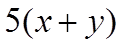 5(x + y)